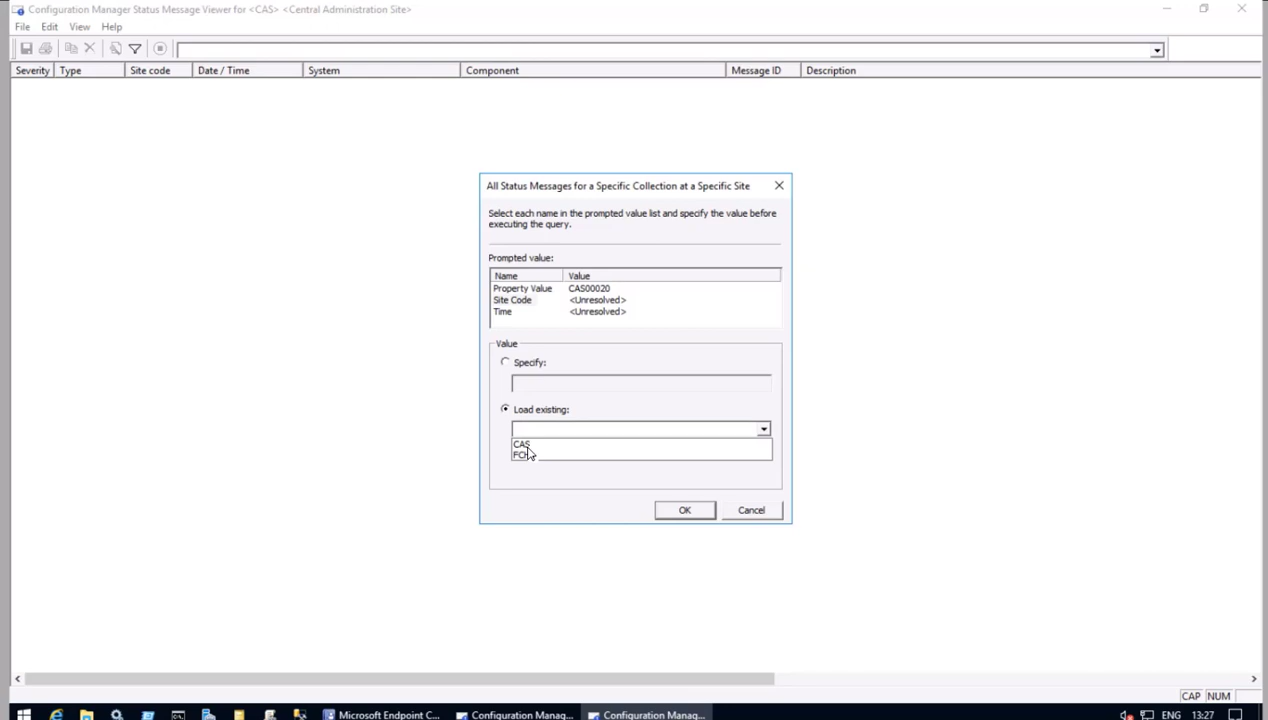 Configuration Manager Status Message Viewer for <CAS> <Central Administration Site>
File Edit View Help
Severity Type Site code Date / Time System Component Message ID Description
All Status Messages for a Specific Collection at a Specific Site
Select each name in the prompted value list and specify the value before
executing the query.
Prompted value:
Name Value
Property Value CAS00020
Site Code <Unresolved>
Time <Unresolved>
Value
Specify:
Load existing:
CAS
OK Cancel
CAP NUM
Microsoft Endpoint C... Configuration Manag... Configuration Manag... ENG 13:27